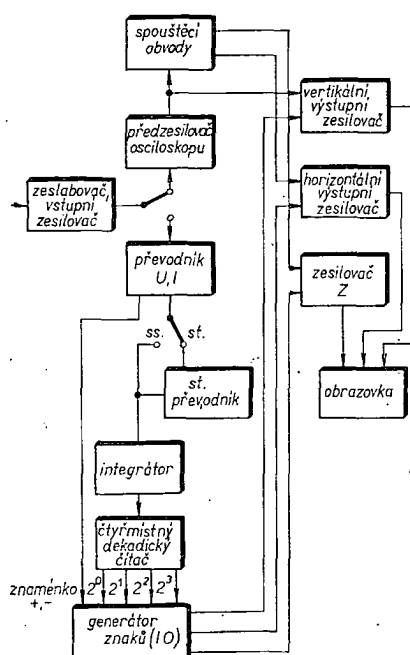 spouštěcí
obvody
vertikální
výstupní
zesilovač
předzesilovač
osciloskopu
zeslabovač,
vstupní
zesilovač
horizontální
výstupní
zesilovač
převodník
U, I
zesilovač
Z
ss.
st.
st.
převodník
obrazovka
integrátor
čtyřmístný
dekadický
čítač
znaménko
+,-
2⁰ 2¹ 2² 2³
generátor
znaků (IO)